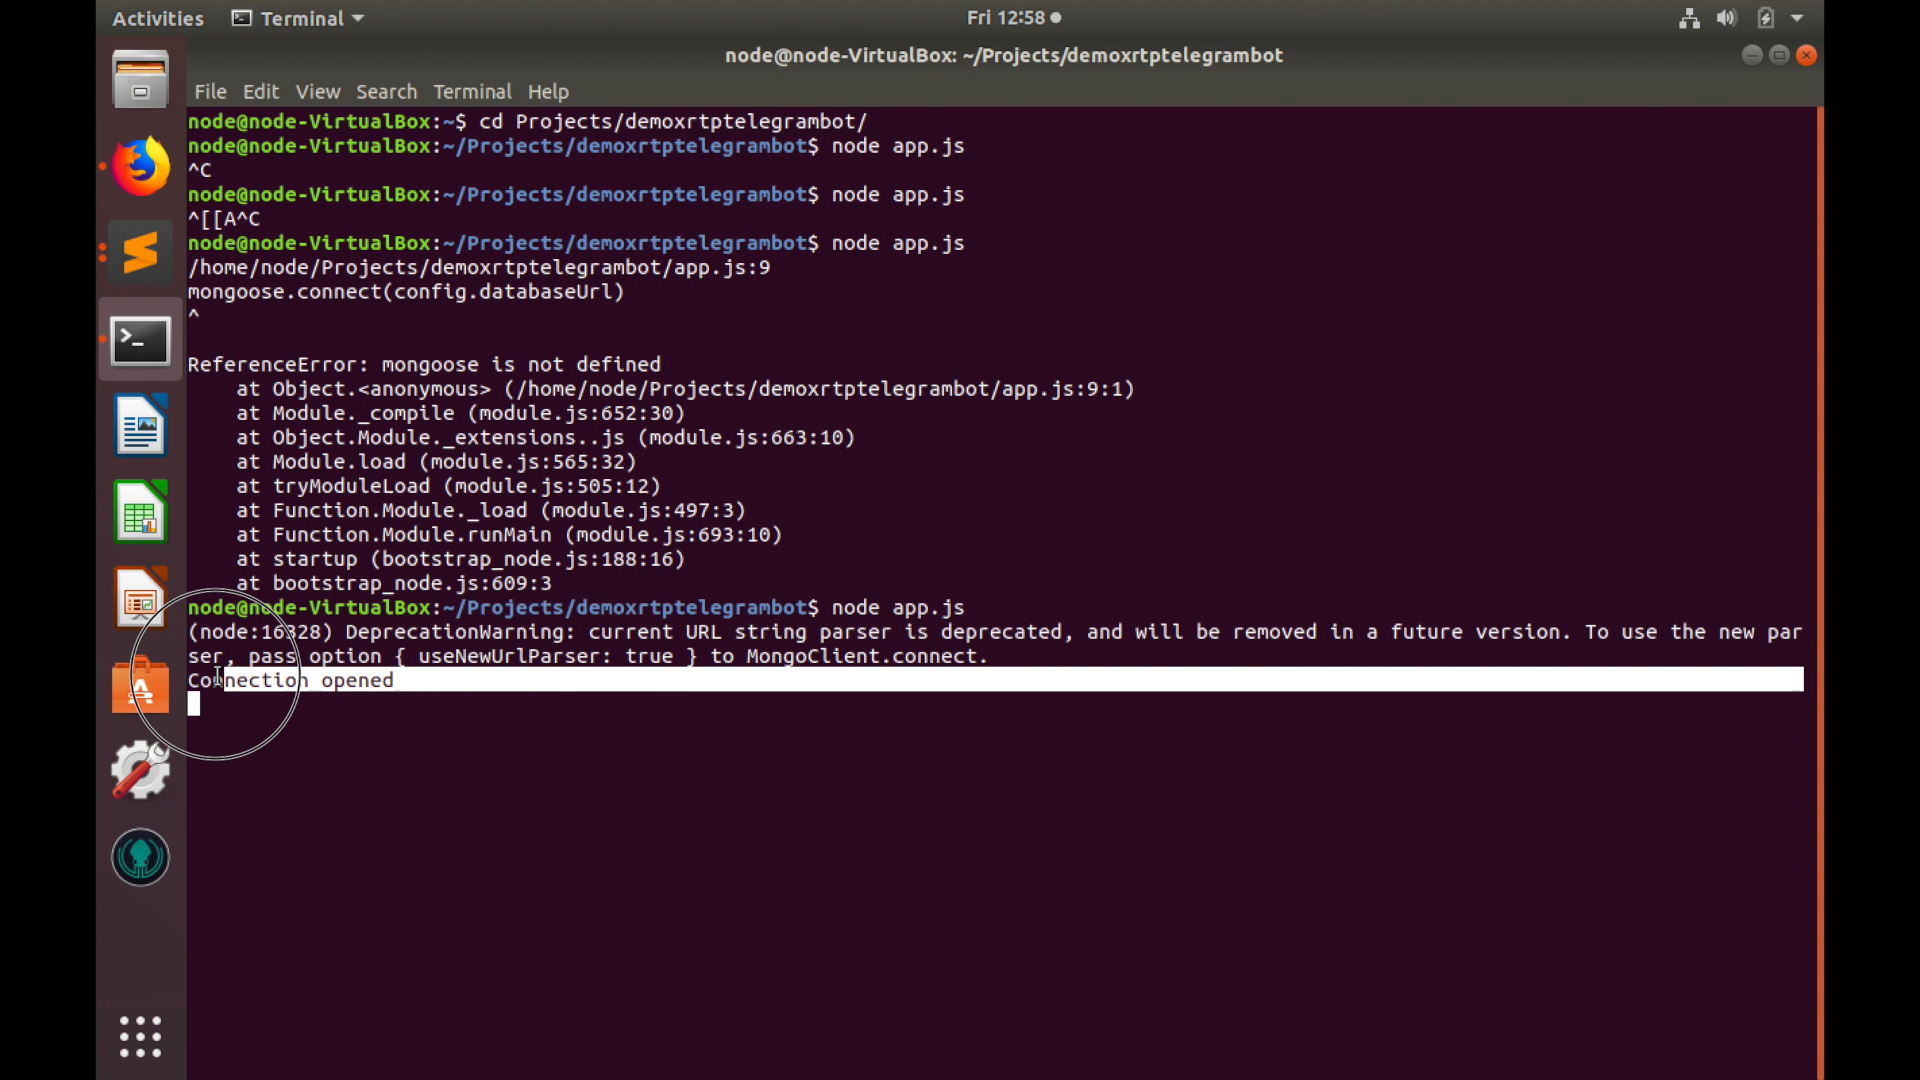 Activities Terminal Fri 12:58
node@node-VirtualBox: ~/Projects/demoxrtptelegrambot
File Edit View Search Terminal Help
node@node-VirtualBox:~$ cd Projects/demoxrtptelegrambot/
node@node-VirtualBox:~/Projects/demoxrtptelegrambot$ node app.js
^C
node@node-VirtualBox:~/Projects/demoxrtptelegrambot$ node app.js
^[[A^C
node@node-VirtualBox:~/Projects/demoxrtptelegrambot$ node app.js
/home/node/Projects/demoxrtptelegrambot/app.js:9
mongoose.connect(config.databaseUrl)
^
ReferenceError: mongoose is not defined
    at Object.<anonymous> (/home/node/Projects/demoxrtptelegrambot/app.js:9:1)
    at Module._compile (module.js:652:30)
    at Object.Module._extensions..js (module.js:663:10)
    at Module.load (module.js:565:32)
    at tryModuleLoad (module.js:505:12)
    at Function.Module._load (module.js:497:3)
    at Function.Module.runMain (module.js:693:10)
    at startup (bootstrap_node.js:188:16)
    at bootstrap_node.js:609:3
node@node-VirtualBox:~/Projects/demoxrtptelegrambot$ node app.js
(node:16328) DeprecationWarning: current URL string parser is deprecated, and will be removed in a future version. To use the new par
ser, pass option { useNewUrlParser: true } to MongoClient.connect.
Connection opened